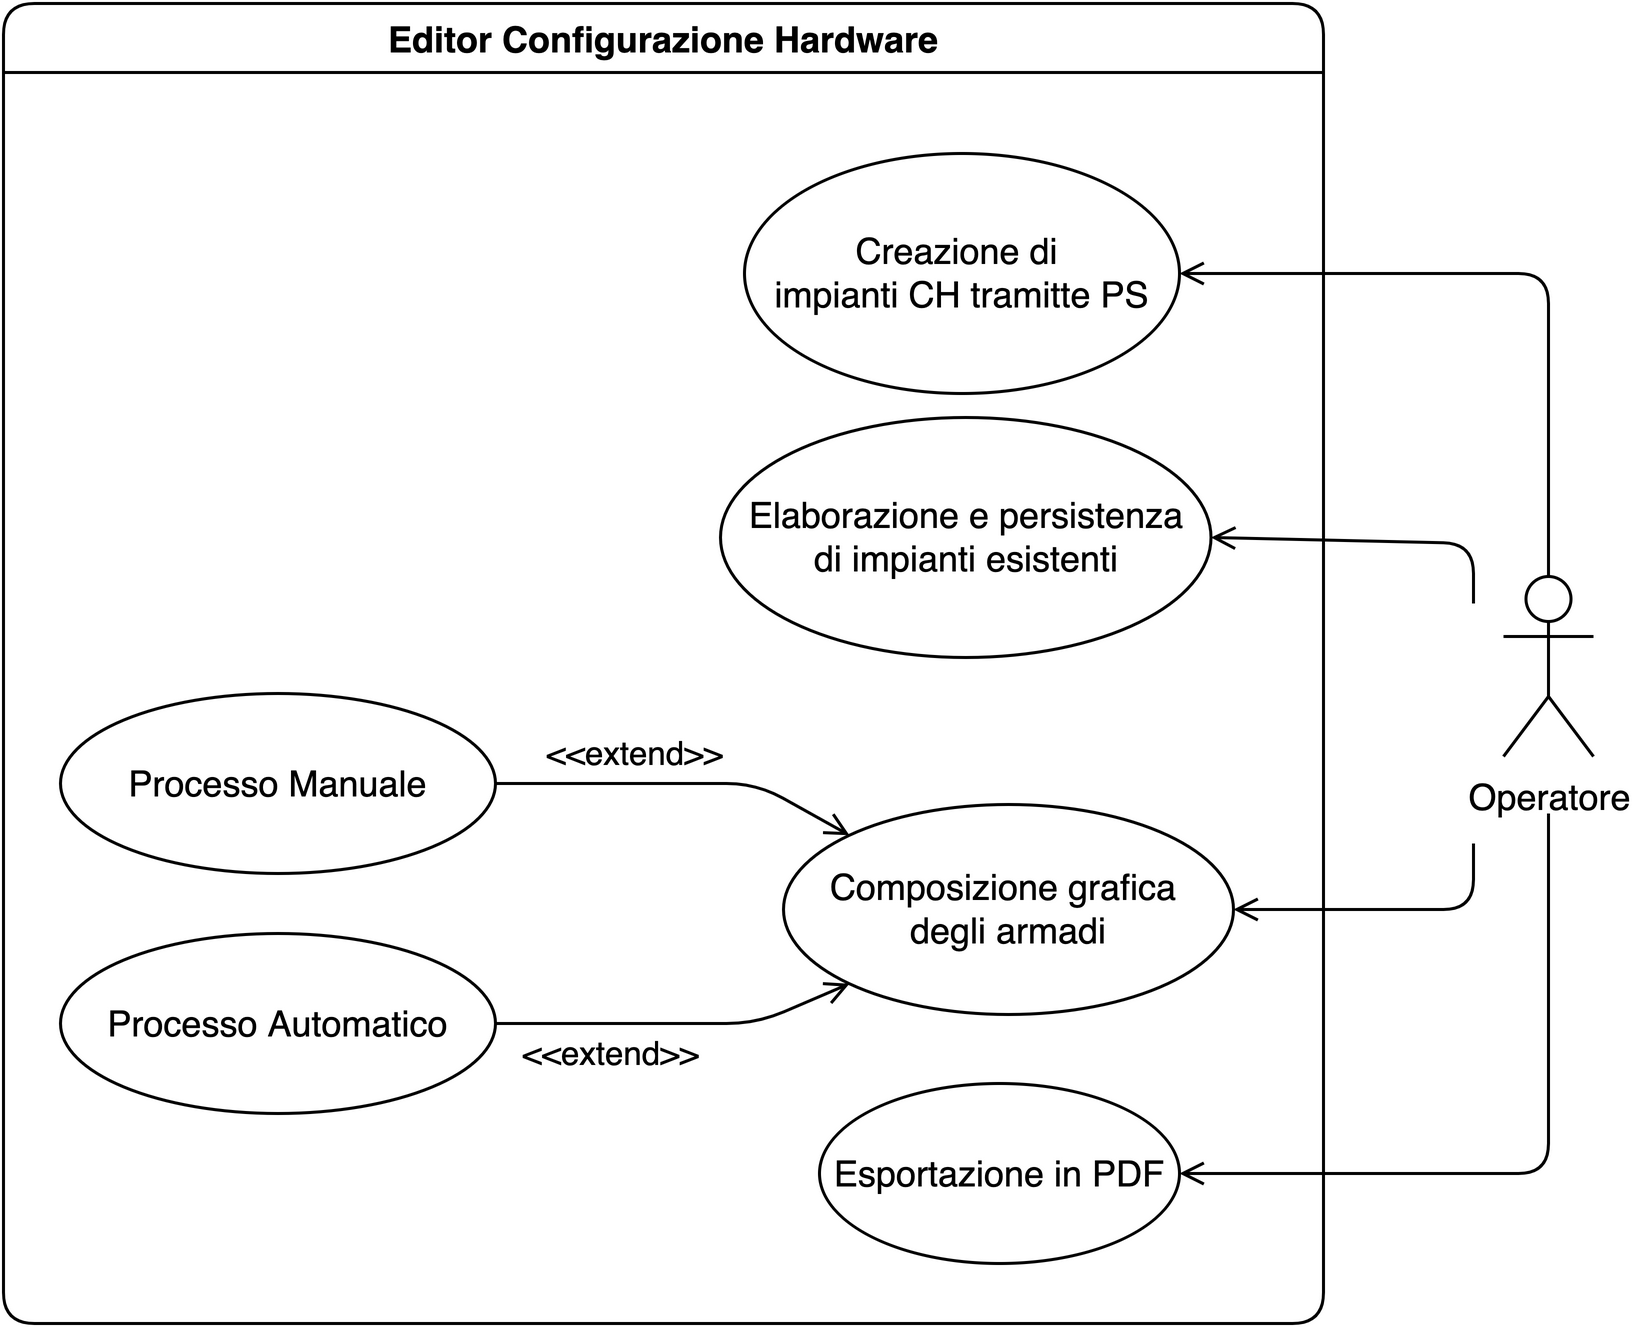 Editor Configurazione Hardware
Creazione di
impianti CH tramitte PS
Elaborazione e persistenza
di impianti esistenti
Operatore
<<extend>>
Processo Manuale
Composizione grafica
degli armadi
Processo Automatico
<<extend>>
Esportazione in PDF